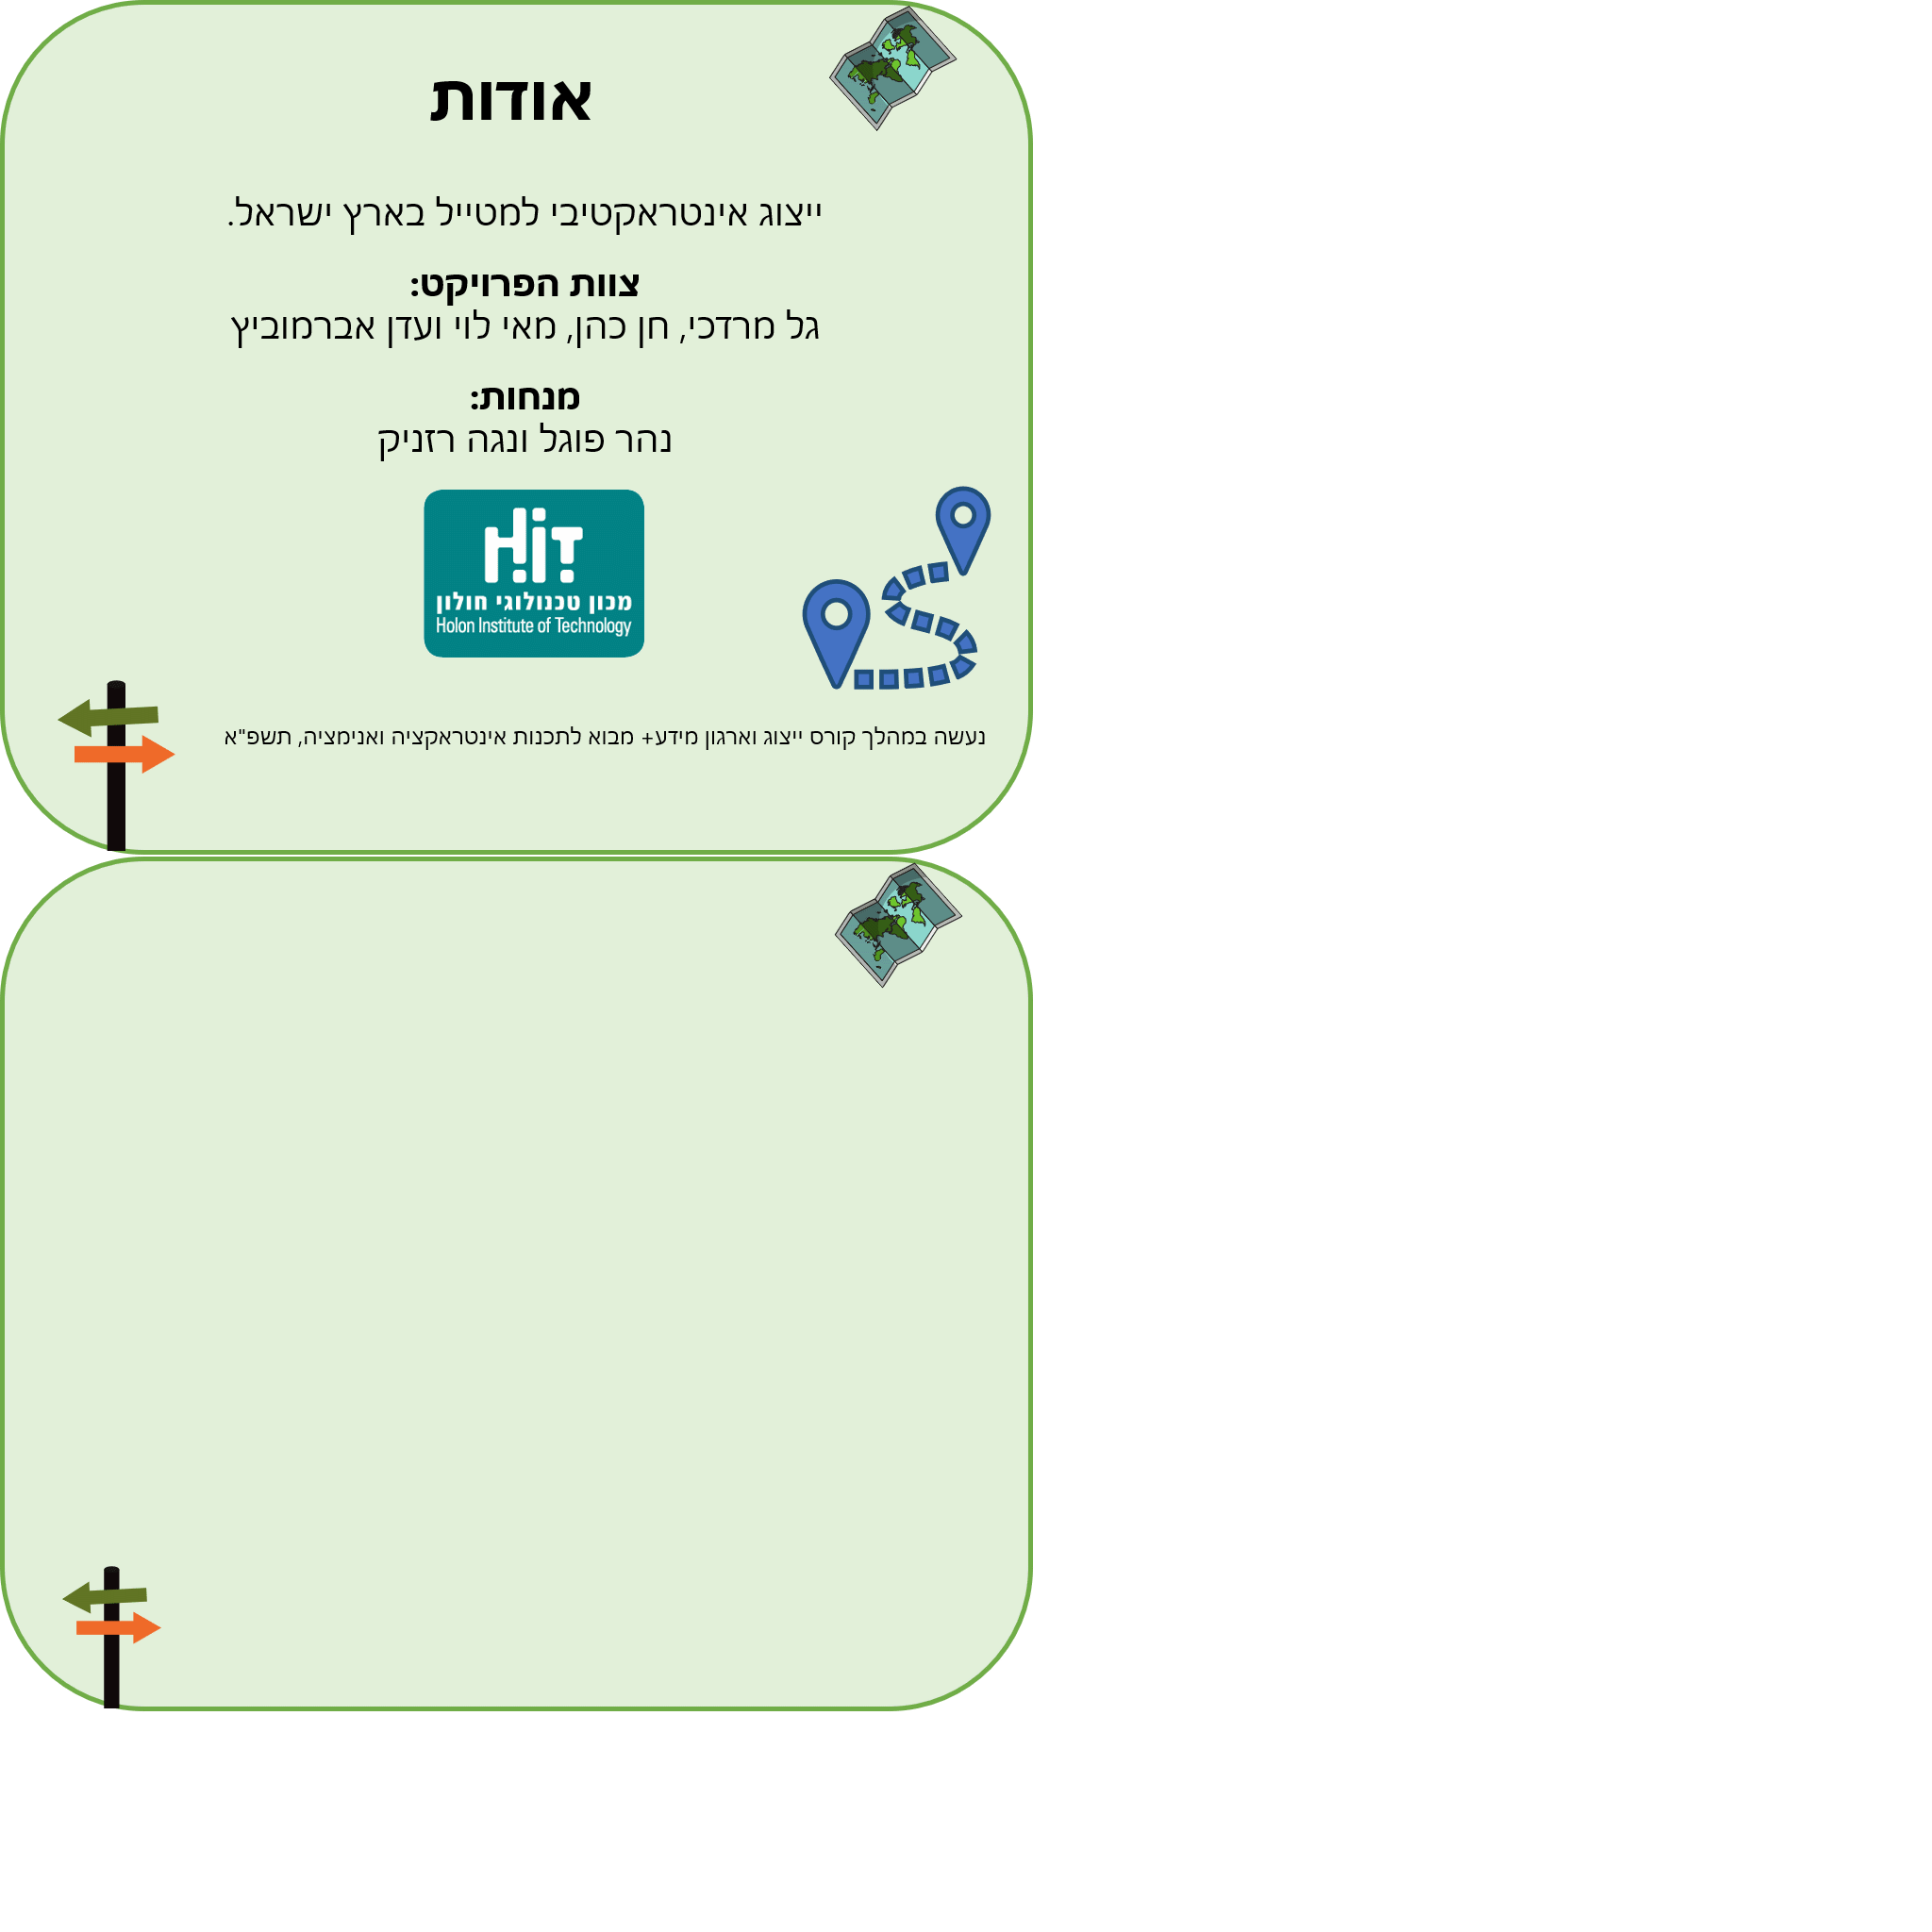 אודות
ייצוג אינטראקטיבי למטייל בארץ ישראל.
צוות הפרויקט:
גל מרדכי, חן כהן, מאי לוי ועדן אברמוביץ
מנחות:
נהר פוגל ונגה רזניק
HiT
מכון טכנולוגי חולון
Holon Institute of Technology
נעשה במהלך קורס ייצוג וארגון מידע+ מבוא לתכנות אינטראקציה ואנימציה, תשפ"א